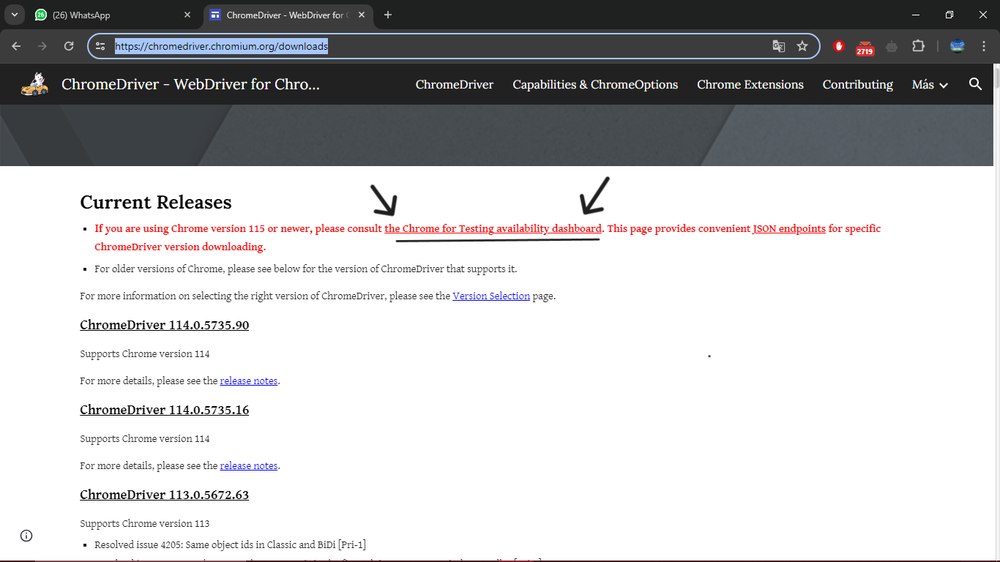 (26) WhatsApp
ChromeDriver - WebDriver for C
https://chromedriver.chromium.org/downloads
2719
ChromeDriver - WebDriver for Chro...
ChromeDriver
Capabilities & ChromeOptions
Chrome Extensions
Contributing
Más
Current Releases
If you are using Chrome version 115 or newer, please consult the Chrome for Testing availability dashboard. This page provides convenient JSON endpoints for specific
ChromeDriver version downloading.
For older versions of Chrome, please see below for the version of ChromeDriver that supports it.
For more information on selecting the right version of ChromeDriver, please see the Version Selection page.
ChromeDriver 114.0.5735.90
Supports Chrome version 114
For more details, please see the release notes.
ChromeDriver 114.0.5735.16
Supports Chrome version 114
For more details, please see the release notes.
ChromeDriver 113.0.5672.63
Supports Chrome version 113
Resolved issue 4205: Same object ids in Classic and BiDi [Pri-1]